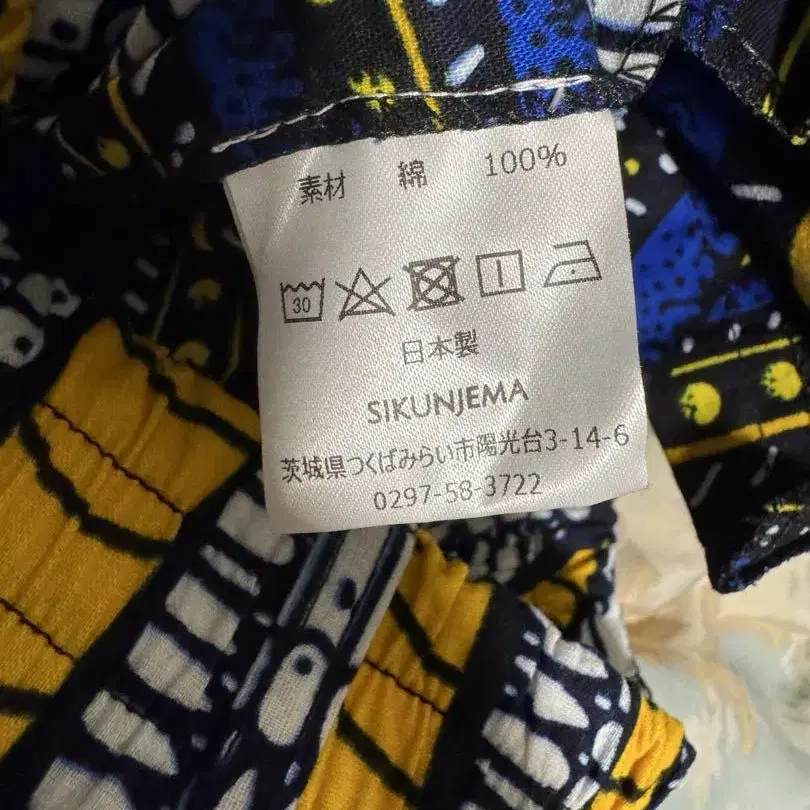 素材 綿 100%
30
日本製
SIKUNJEMA
茨城県つくばみらい市陽光台3-14-6
0297-58-3722